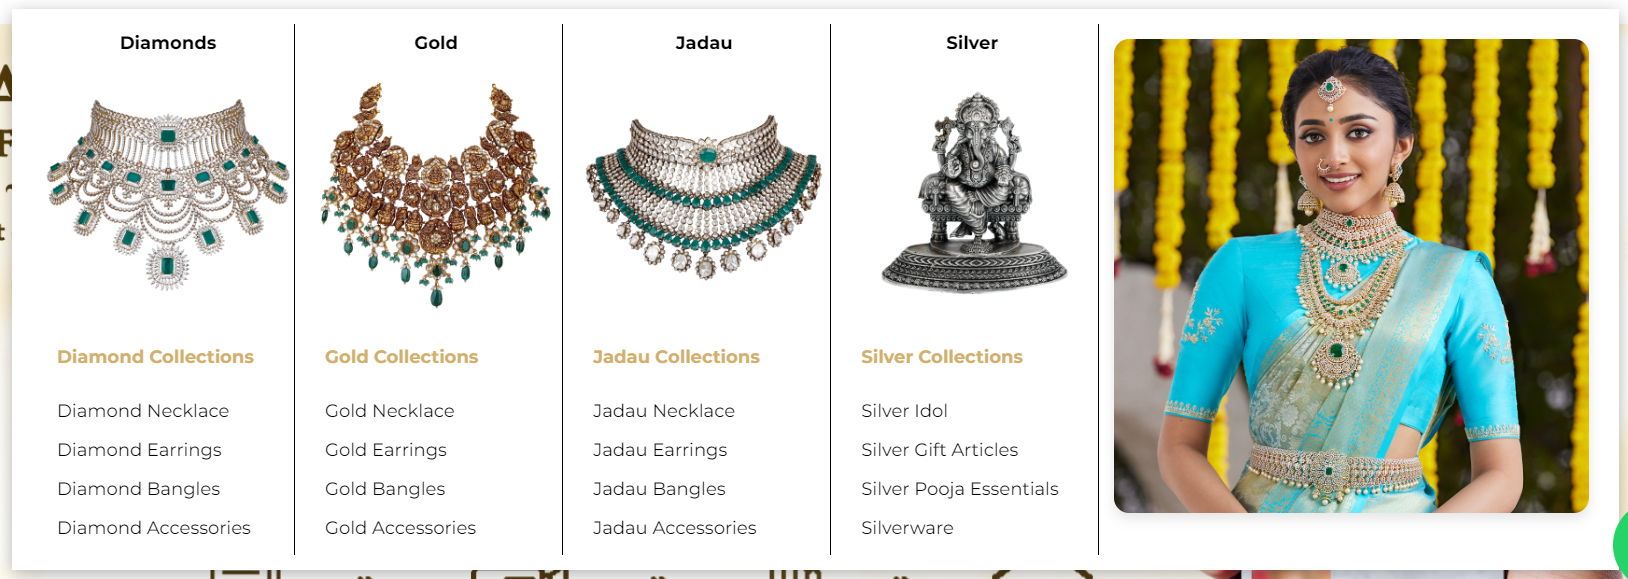 Diamonds
Gold
Jadau
Silver
Diamond Collections
Diamond Necklace
Diamond Earrings
Diamond Bangles
Diamond Accessories
Gold Collections
Gold Necklace
Gold Earrings
Gold Bangles
Gold Accessories
Jadau Collections
Jadau Necklace
Jadau Earrings
Jadau Bangles
Jadau Accessories
Silver Collections
Silver Idol
Silver Gift Articles
Silver Pooja Essentials
Silverware